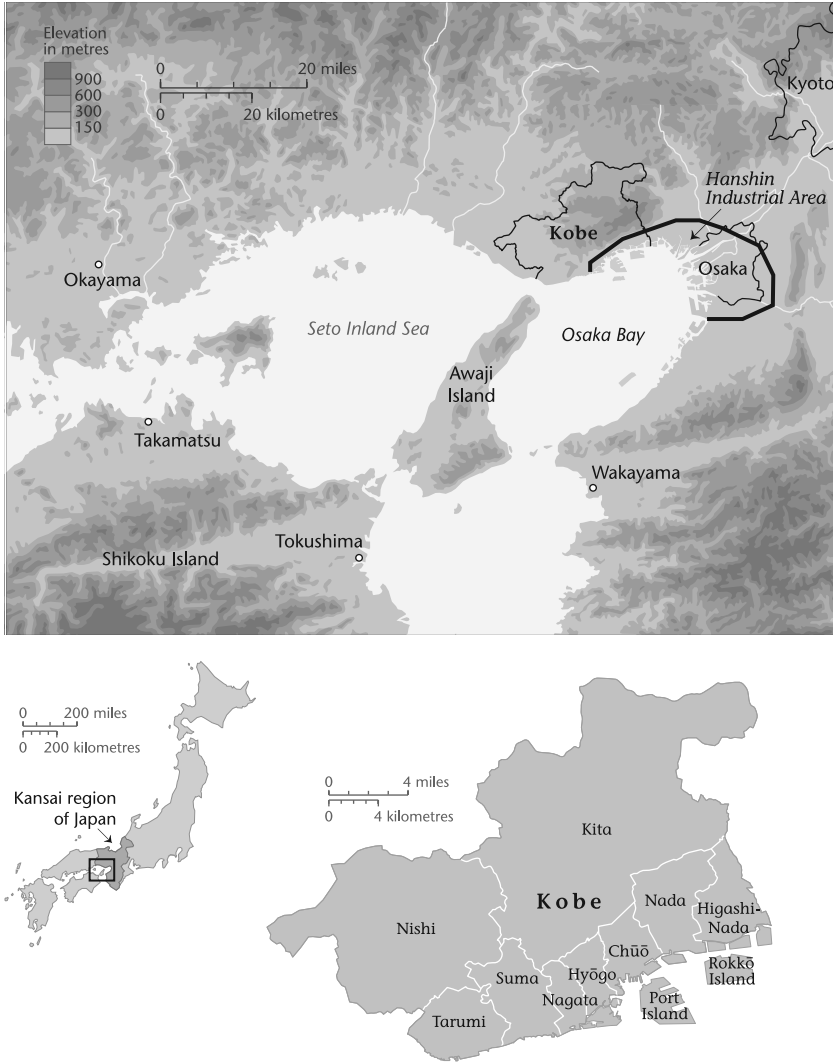 Elevation
in metres
900
600
300
150
0 20 miles
0 20 kilometres
Kyoto
Hanshin
Industrial Area
Kobe
Osaka
Okayama
Seto Inland Sea
Osaka Bay
Awaji
Island
Takamatsu
Wakayama
Tokushima
Shikoku Island
0 200 miles
0 200 kilometres
Kansai region
of Japan
0 4 miles
0 4 kilometres
Kita
Kobe
Nada
Higashi-
Nada
Nishi
Chūō
Rokkō
Island
Suma
Hyōgo
Nagata
Port
Island
Tarumi